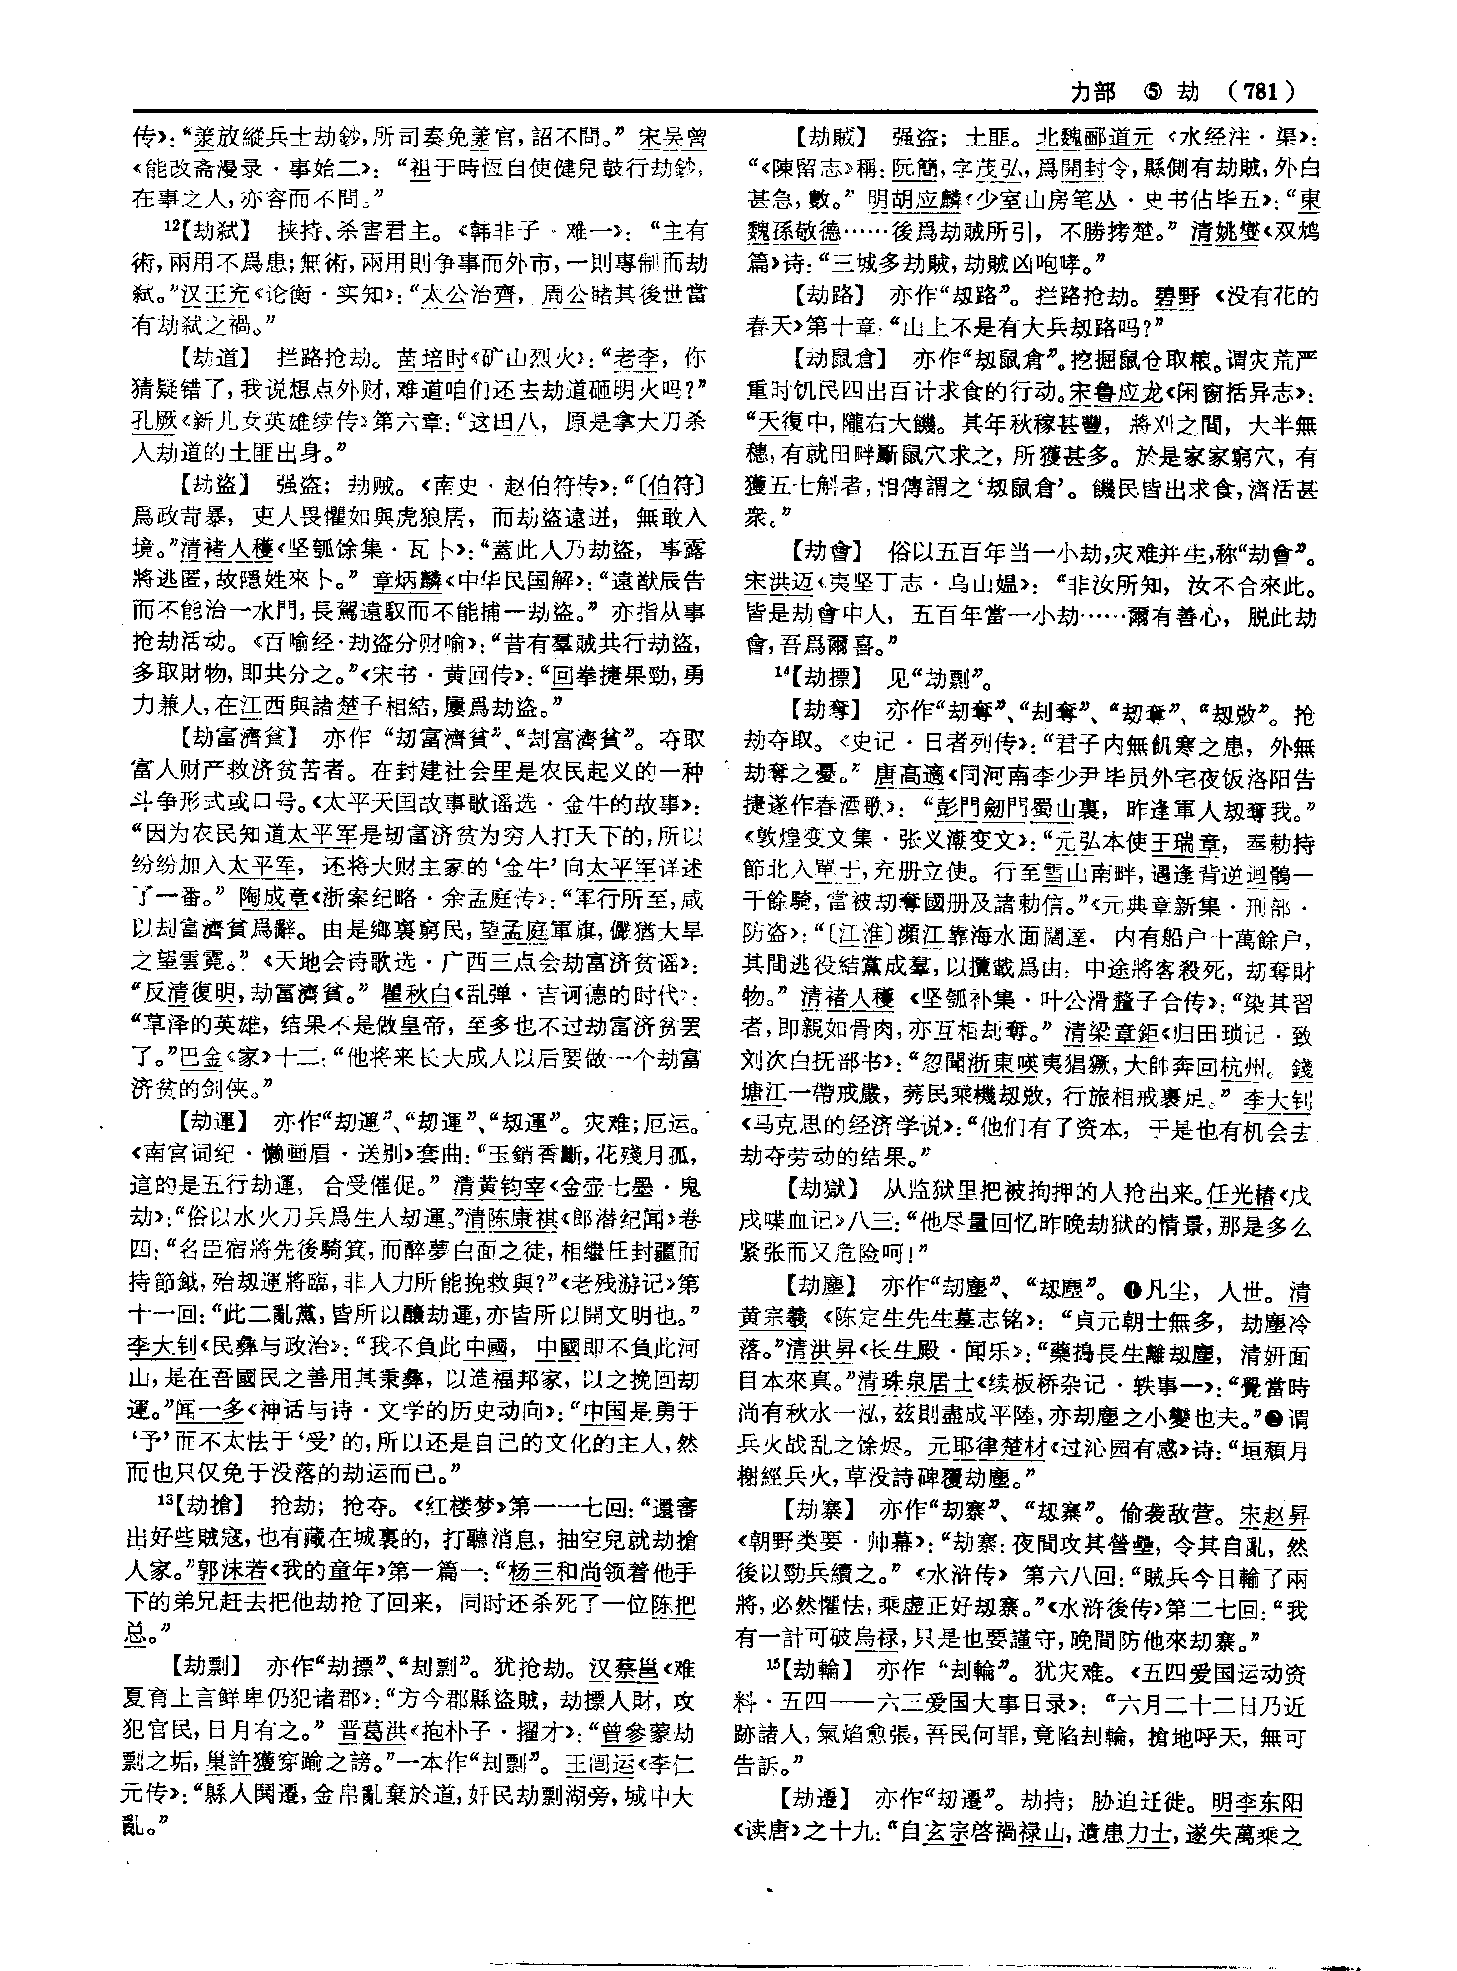 力部 ⑤ 劫 (781)
传》：“藻放縱兵士劫鈔，所司奏免藻官，詔不問。” 宋吴曾
《能改斋漫录·事始二》：“祖于時恆自使健兒鼓行劫鈔，
在事之人，亦容而不問。”
12【劫弑】 挟持、杀害君主。《韩非子·难一》：“主有
術，兩用不爲患；無術，兩用則争事而外市，一則專制而劫
弑。”汉王充《论衡·实知》：“太公治齊，周公睹其後世當
有劫弑之禍。”
【劫道】 拦路抢劫。苗培时《矿山烈火》：“老李，你
猜疑错了，我说想点外财，难道咱们还去劫道砸明火吗？”
孔厥《新儿女英雄续传》第六章：“这田八，原是拿大刀杀
人劫道的土匪出身。”
【劫盜】 强盗；劫贼。《南史·赵伯符传》：“〔伯符〕
爲政苛暴，吏人畏懼如與虎狼居，而劫盜遠迸，無敢入
境。”清褚人穫《坚瓠馀集·瓦卜》：“蓋此人乃劫盜，事露
將逃匿，故隱姓來卜。” 章炳麟《中华民国解》：“遠猷辰告
而不能治一水門，長駕遠馭而不能捕一劫盜。” 亦指从事
抢劫活动。《百喻经·劫盗分财喻》：“昔有羣賊共行劫盜，
多取財物，即共分之。”《宋书·黄回传》：“回拳捷果勁，勇
力兼人，在江西與諸楚子相結，屢爲劫盜。”
【劫富濟貧】 亦作 “刼富濟貧”、“刦富濟貧”。夺取
富人财产救济贫苦者。在封建社会里是农民起义的一种
斗争形式或口号。《太平天国故事歌谣选·金牛的故事》：
“因为农民知道太平军是刼富济贫为穷人打天下的，所以
纷纷加入太平军，还将大财主家的‘金牛’向太平军详述
了一番。” 陶成章《浙案纪略·余孟庭传》：“軍行所至，咸
以刦富濟貧爲辭。由是鄉裏窮民，望孟庭軍旗，儼猶大旱
之望雲霓。”《天地会诗歌选·广西三点会劫富济贫谣》：
“反清復明，劫富濟貧。” 瞿秋白《乱弹·吉诃德的时代》：
“草泽的英雄，结果不是做皇帝，至多也不过劫富济贫罢
了。”巴金《家》十二：“他将来长大成人以后要做一个劫富
济贫的剑侠。”
【劫運】 亦作“刼運”、“刧運”、“刼運”。灾难；厄运。
《南宫词纪·懒画眉·送别》套曲：“玉銷香斷，花殘月孤，
這的是五行劫運，合受催促。” 清黄钧宰《金壶七墨·鬼
劫》：“俗以水火刀兵爲生人刼運。”清陈康祺《郎潜纪闻》卷
四：“名臣宿將先後騎箕，而醉夢白面之徒，相繼任封疆而
持節鉞，殆刼運將臨，非人力所能挽救與？”《老残游记》第
十一回：“此二亂黨，皆所以釀劫運，亦皆所以開文明也。”
李大钊《民彝与政治》：“我不負此中國，中國即不負此河
山，是在吾國民之善用其秉彝，以造福邦家，以之挽回劫
運。”闻一多《神话与诗·文学的历史动向》：“中国是勇于
‘予’而不太怯于‘受’的，所以还是自己的文化的主人，然
而也只仅免于没落的劫运而已。”
13【劫搶】 抢劫；抢夺。《红楼梦》第一一七回：“還審
出好些賊寇，也有藏在城裏的，打聽消息，抽空兒就劫搶
人家。”郭沫若《我的童年》第一篇一：“杨三和尚领着他手
下的弟兄赶去把他劫抢了回来，同时还杀死了一位陈把
总。”
【劫剽】 亦作“劫摽”、“刦剽”。犹抢劫。汉蔡邕《难
夏育上言鲜卑仍犯诸郡》：“方今郡縣盜賊，劫摽人財，攻
犯官民，日月有之。” 晋葛洪《抱朴子·擢才》：“曾參蒙劫
剽之垢，巢許獲穿踰之謗。”一本作“刦剽”。王闿运《李仁
元传》：“縣人鬨遷，金帛亂棄於道，奸民劫剽湖旁，城中大
亂。”
【劫賊】 强盗；土匪。北魏郦道元《水经注·渠》：
“《陳留志》稱：阮簡，字茂弘，爲開封令，縣側有劫賊，外白
甚急，數。” 明胡应麟《少室山房笔丛·史书佔毕五》：“東
魏孫敬德……後爲劫賊所引，不勝拷楚。” 清姚燮《双鸩
篇》诗：“三城多劫賊，劫賊凶咆哮。”
【劫路】 亦作“刼路”。拦路抢劫。碧野《没有花的
春天》第十章：“山上不是有大兵刼路吗？”
【劫鼠倉】 亦作“刼鼠倉”。挖掘鼠仓取粮。谓灾荒严
重时饥民四出百计求食的行动。宋鲁应龙《闲窗括异志》：
“天復中，隴右大饑。其年秋稼甚豐，將刈之間，大半無
穗，有就田畔斸鼠穴求之，所獲甚多。於是家家窮穴，有
獲五七斛者，相傳謂之‘刼鼠倉’。饑民皆出求食，濟活甚
衆。”
【劫會】 俗以五百年当一小劫，灾难并生，称“劫會”。
宋洪迈《夷坚丁志·乌山媪》：“非汝所知，汝不合來此。
皆是劫會中人，五百年當一小劫……爾有善心，脱此劫
會，吾爲爾喜。”
14【劫摽】 见“劫剽”。
【劫奪】 亦作“刼奪”、“刦奪”、“刧奪”、“刼敚”。抢
劫夺取。《史记·日者列传》：“君子内無飢寒之患，外無
劫奪之憂。” 唐高適《同河南李少尹毕员外宅夜饭洛阳告
捷遂作春酒歌》：“彭門劒門蜀山裏，昨逢軍人刼奪我。”
《敦煌变文集·张义潮变文》：“元弘本使王瑞章，奉勅持
節北入單于，充册立使。行至雪山南畔，遇逢背逆迴鶻一
千餘騎，當被刼奪國册及諸勅信。”《元典章新集·刑部·
防盗》：“〔江淮〕瀕江靠海水面闊達，内有船户十萬餘户，
其間逃役結黨成羣，以攬載爲由，中途將客殺死，劫奪財
物。” 清褚人穫《坚瓠补集·叶公滑釐子合传》：“染其習
者，即親如骨肉，亦互相刦奪。” 清梁章鉅《归田琐记·致
刘次白抚部书》：“忽聞浙東暎夷猖獗，大帥奔回杭州。錢
塘江一帶戒嚴，莠民乘機刼敚，行旅相戒裹足。” 李大钊
《马克思的经济学说》：“他们有了资本，于是也有机会去
劫夺劳动的结果。”
【劫獄】 从监狱里把被拘押的人抢出来。任光椿《戊
戌喋血记》八三：“他尽量回忆昨晚劫狱的情景，那是多么
紧张而又危险呵！”
【劫塵】 亦作“刧塵”、“刼塵”。❶凡尘，人世。清
黄宗羲《陈定生先生墓志铭》：“貞元朝士無多，劫塵冷
落。”清洪昇《长生殿·闻乐》：“藥搗長生離刼塵，清妍面
目本來真。”清珠泉居士《续板桥杂记·轶事一》：“覺當時
尚有秋水一泓，兹則盡成平陸，亦刧塵之小變也夫。”❷谓
兵火战乱之馀烬。元耶律楚材《过沁园有感》诗：“垣頽月
榭經兵火，草没詩碑覆劫塵。”
【劫寨】 亦作“刧寨”、“刼寨”。偷袭敌营。宋赵昇
《朝野类要·帅幕》：“劫寨：夜間攻其營壘，令其自亂，然
後以勁兵續之。”《水浒传》第六八回：“賊兵今日輸了兩
將，必然懼怯，乘虚正好刼寨。”《水滸後传》第二七回：“我
有一計可破烏禄，只是也要謹守，晚間防他來刧寨。”
15【劫輪】 亦作 “刦輪”。犹灾难。《五四爱国运动资
料·五四——六三爱国大事日录》：“六月二十二日乃近
跡諸人，氣焰愈張，吾民何罪，竟陷刦輪，搶地呼天，無可
告訴。”
【劫遷】 亦作“刧遷”。劫持；胁迫迁徙。明李东阳
《读唐》之十九：“自玄宗啓禍禄山，遺患力士，遂失萬乘之